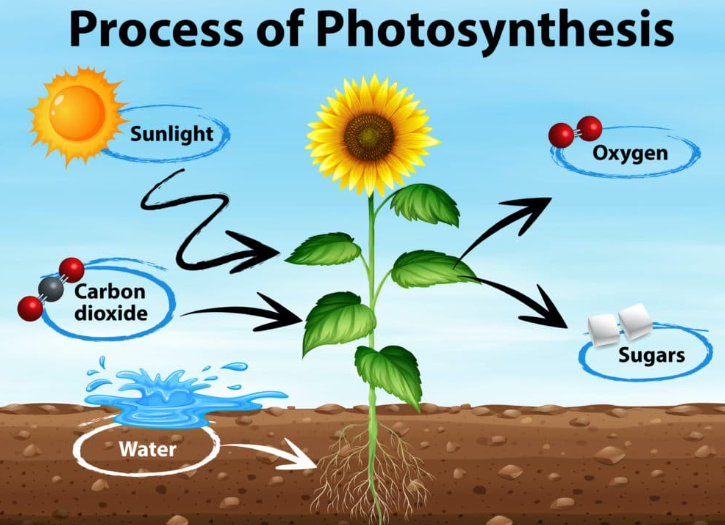 Process of Photosynthesis
Sunlight
Oxygen
Carbon
dioxide
Sugars
Water